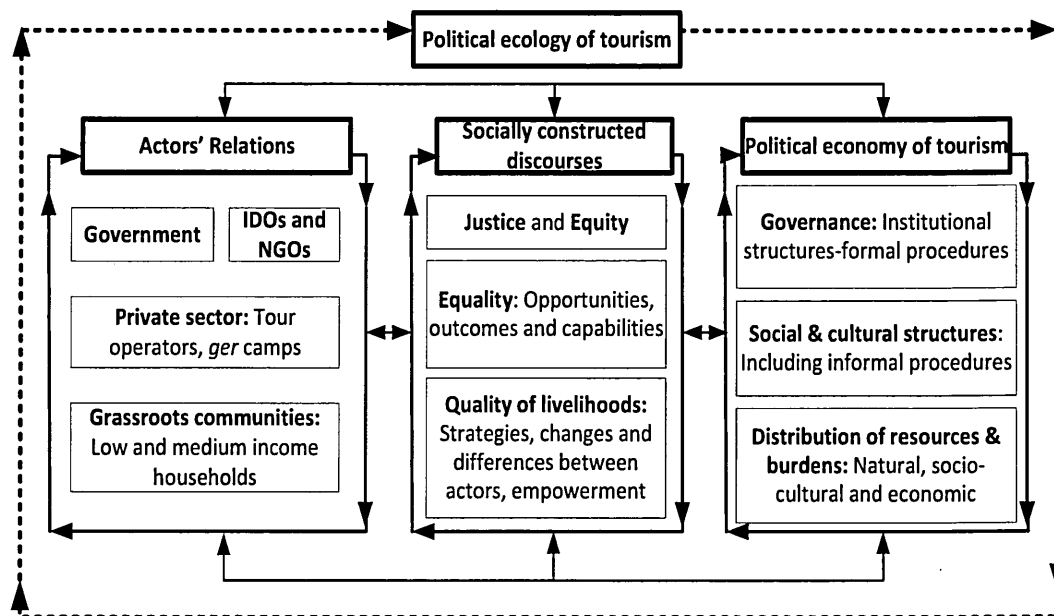 Political ecology of tourism
Actors' Relations
Government
IDOs and
NGOs
Private sector: Tour
operators, ger camps
Grassroots communities:
Low and medium income
households
Socially constructed
discourses
Justice and Equity
Equality: Opportunities,
outcomes and capabilities
Quality of livelihoods:
Strategies, changes and
differences between
actors, empowerment
Political economy of tourism
Governance: Institutional
structures-formal procedures
Social & cultural structures:
Including informal procedures
Distribution of resources &
burdens: Natural, socio-
cultural and economic